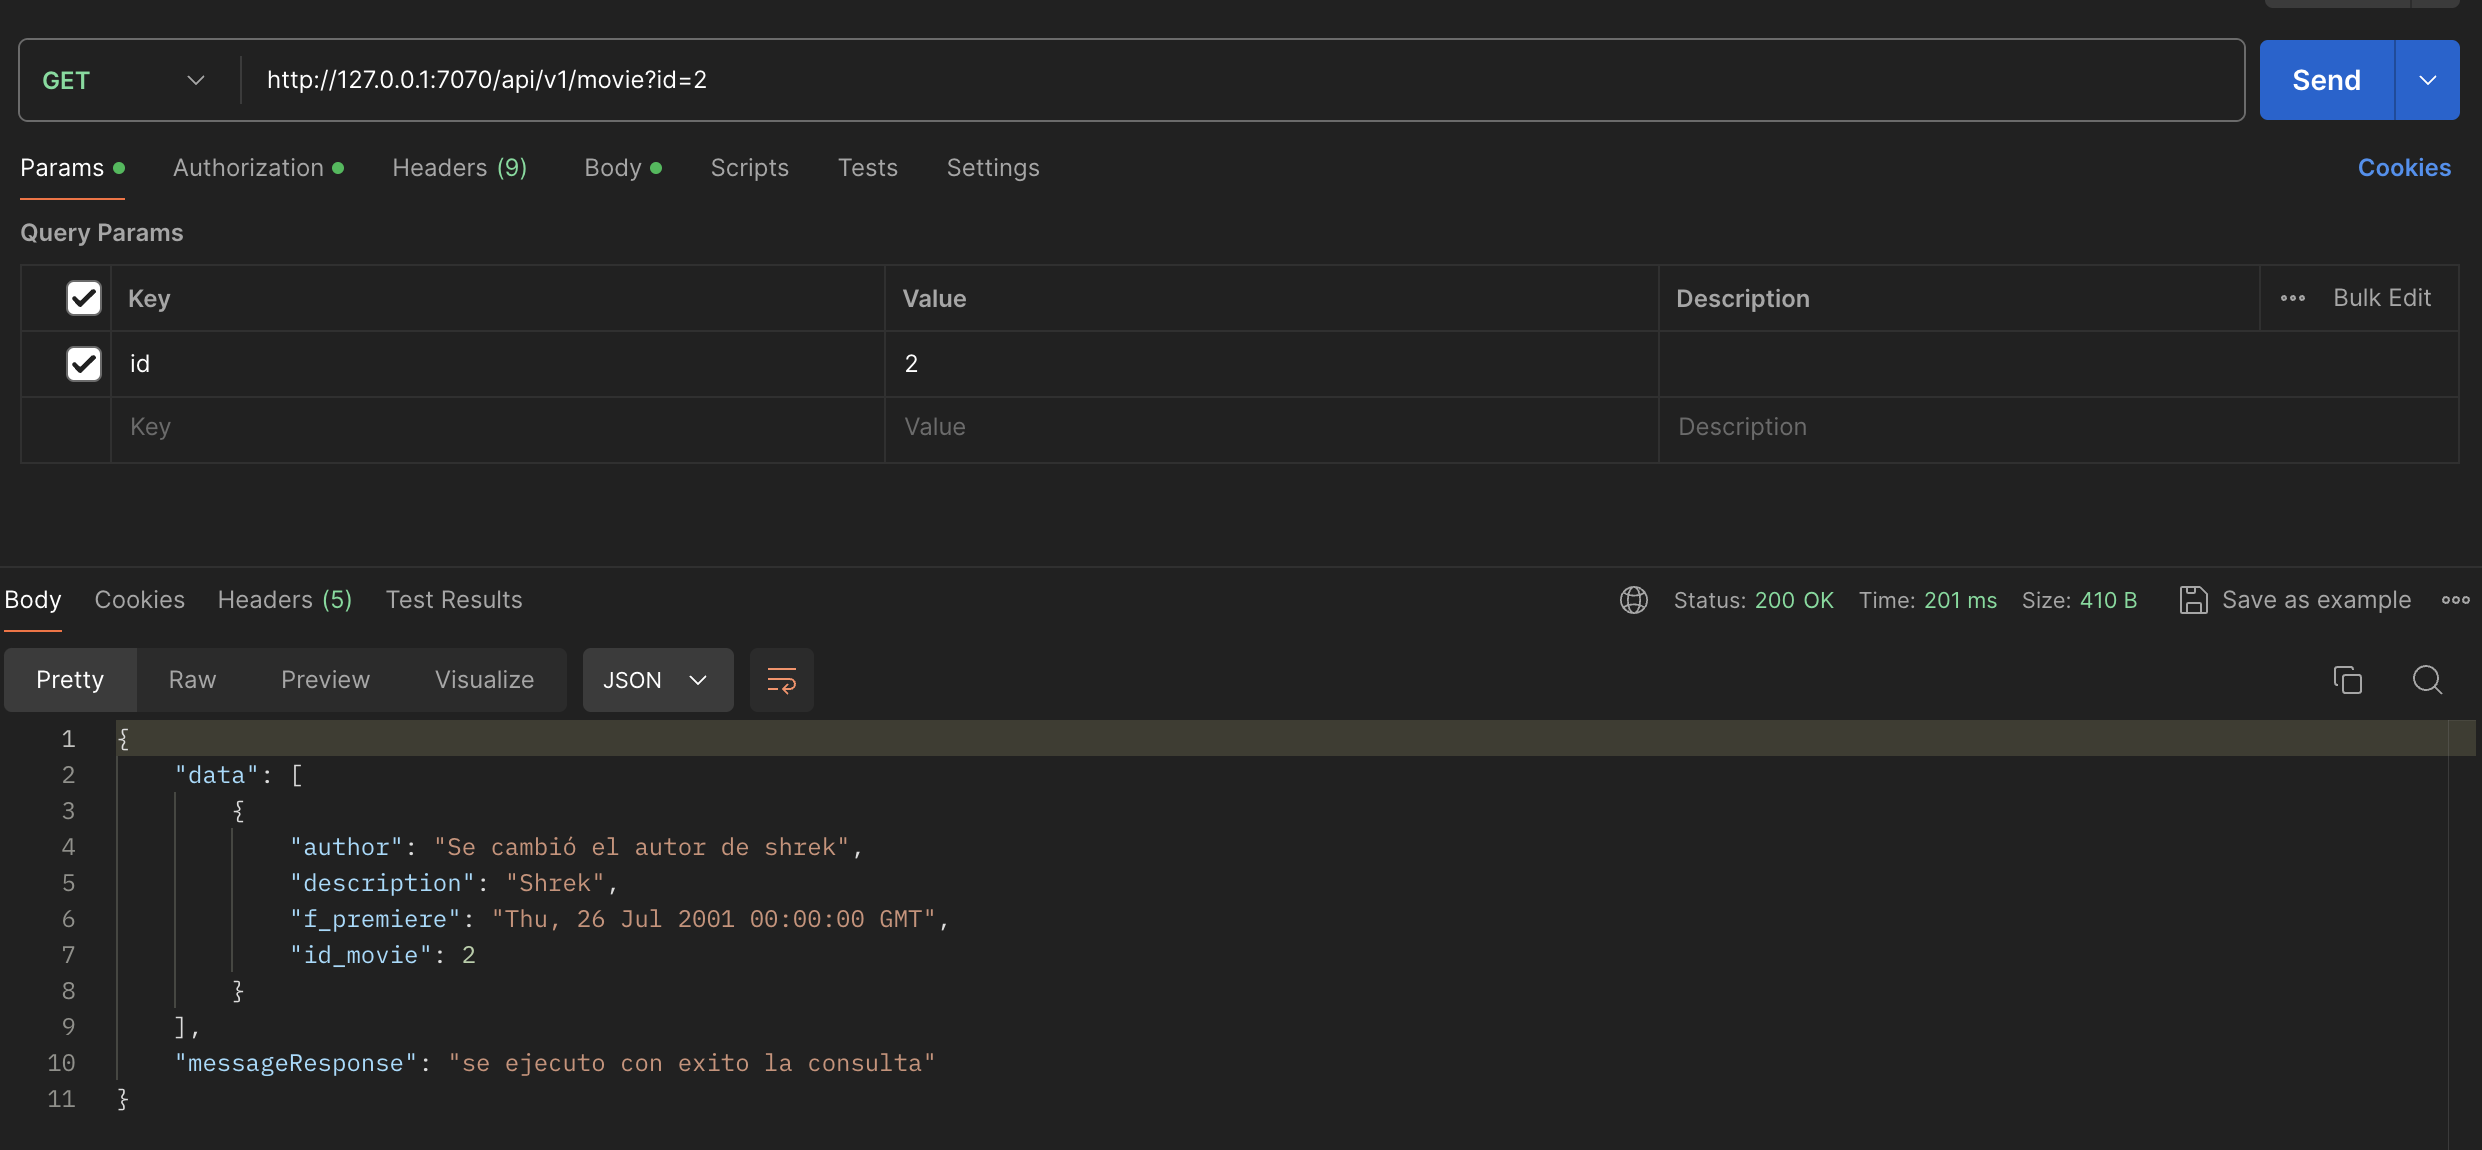 GET http://127.0.0.1:7070/api/v1/movie?id=2 Send
Params Authorization Headers (9) Body Scripts Tests Settings Cookies
Query Params
Key Value Description Bulk Edit
id 2
Key Value Description
Body Cookies Headers (5) Test Results Status: 200 OK Time: 201 ms Size: 410 B Save as example
Pretty Raw Preview Visualize JSON
1 {
2 "data": [
3 {
4 "author": "Se cambió el autor de shrek",
5 "description": "Shrek",
6 "f_premiere": "Thu, 26 Jul 2001 00:00:00 GMT",
7 "id_movie": 2
8 }
9 ],
10 "messageResponse": "se ejecuto con exito la consulta"
11 }